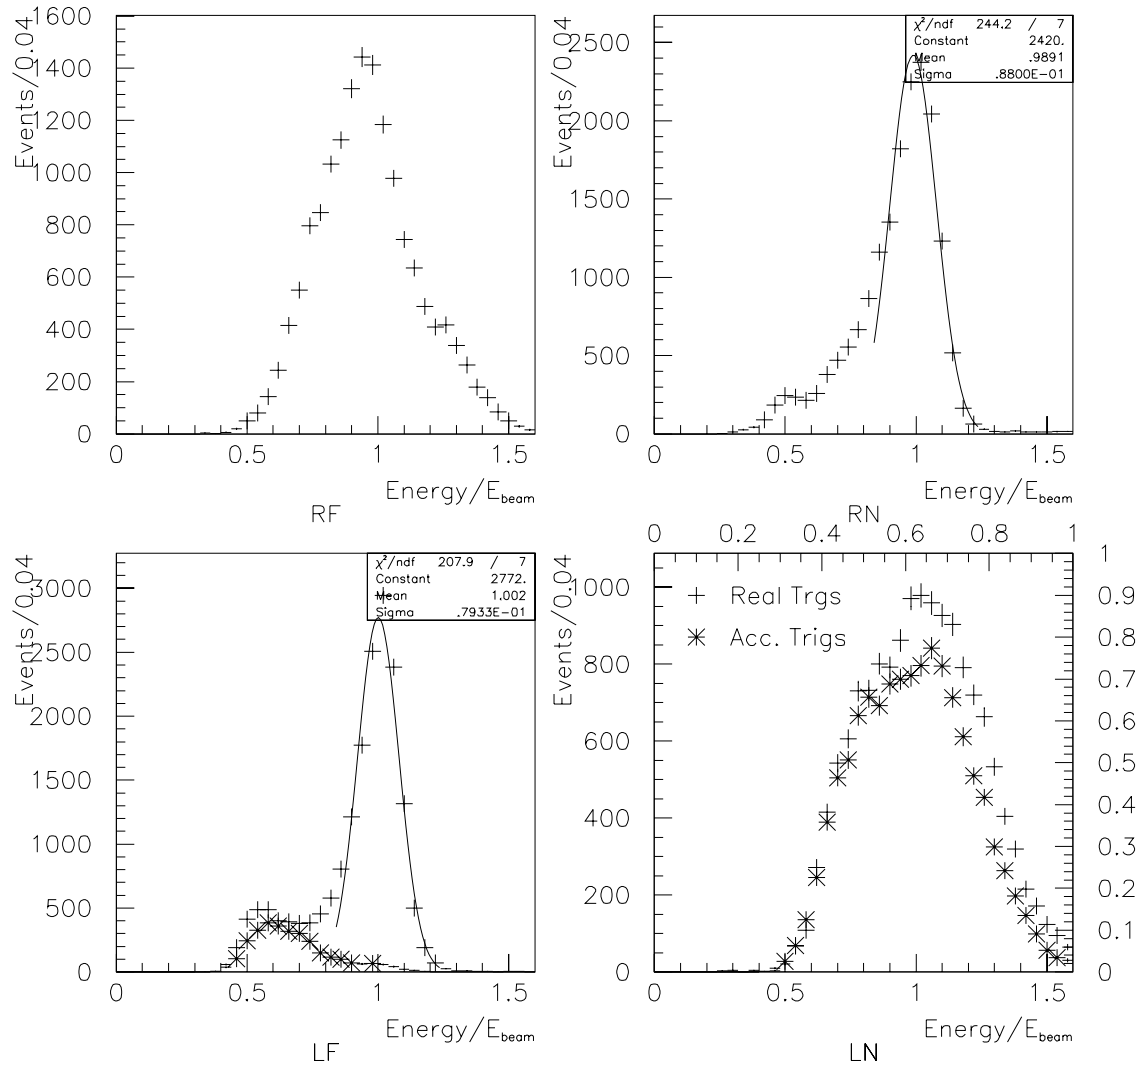 Events/0.04
1600
1400
1200
1000
800
600
400
200
0
0 0.5 1 1.5
Energy/Ebeam
RF
Events/0.04
2500
2000
1500
1000
500
0
χ²/ndf 244.2 / 7
Constant 2420.
Mean .9891
Sigma .8800E-01
0 0.5 1 1.5
Energy/Ebeam
RN
Events/0.04
3000
2500
2000
1500
1000
500
0
χ²/ndf 207.9 / 7
Constant 2772.
Mean 1.002
Sigma .7933E-01
0 0.5 1 1.5
Energy/Ebeam
LF
0 0.2 0.4 0.6 0.8 1
Events/0.04
1000
800
600
400
200
0
Real Trgs
Acc. Trigs
1
0.9
0.8
0.7
0.6
0.5
0.4
0.3
0.2
0.1
0
0 0.5 1 1.5
Energy/Ebeam
LN